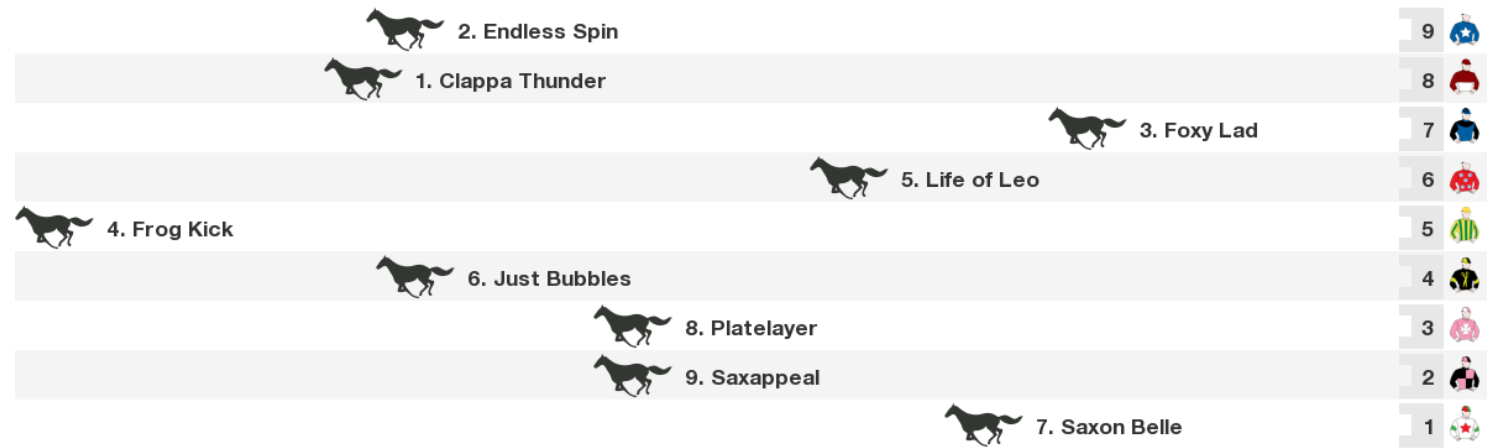 2. Endless Spin 9
1. Clappa Thunder 8
3. Foxy Lad 7
5. Life of Leo 6
4. Frog Kick 5
6. Just Bubbles 4
8. Platelayer 3
9. Saxappeal 2
7. Saxon Belle 1